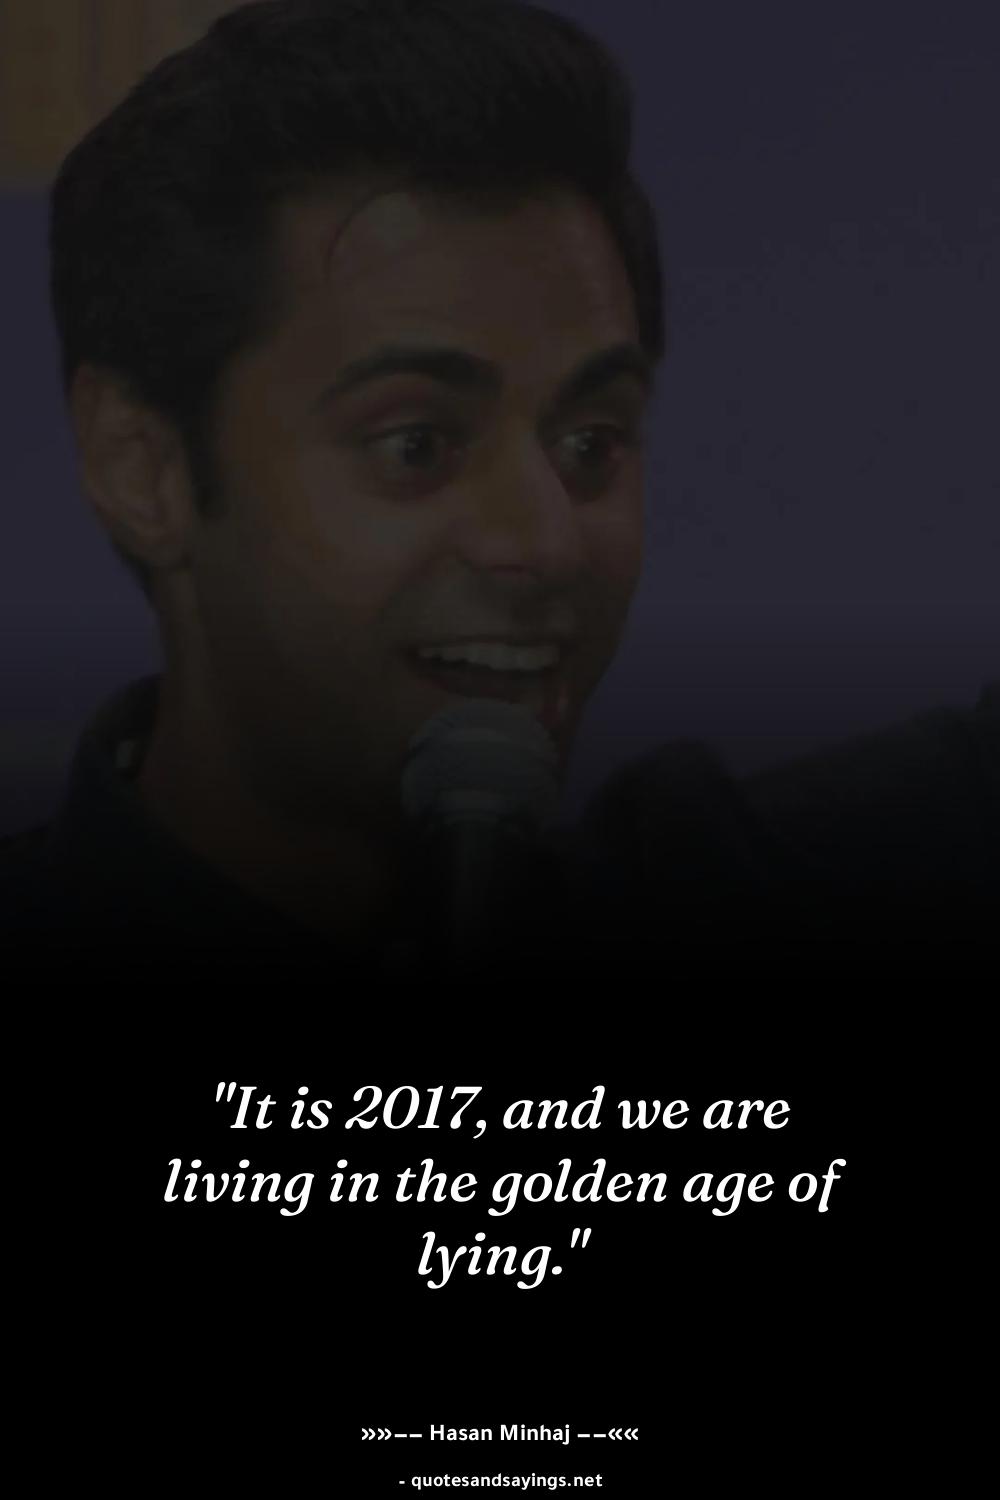 "It is 2017, and we are
living in the golden age of
lying."
»»−− Hasan Minhaj −−««
- quotesandsayings.net